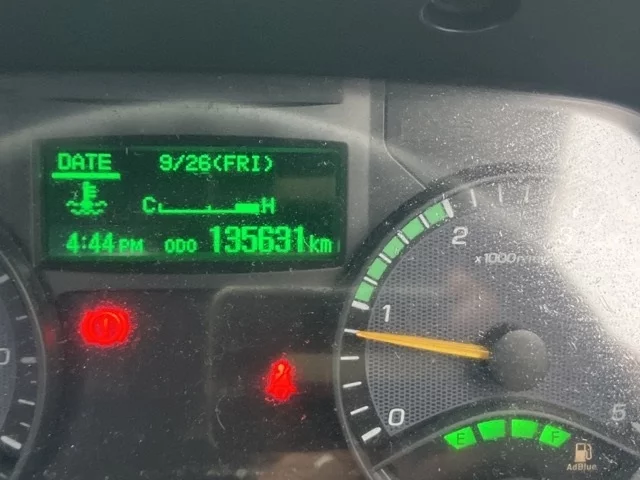 DATE 9/26(FRI)
C H
4:44PM ODO 135631km
2
x1000r/min
1
0
5
E F
AdBlue